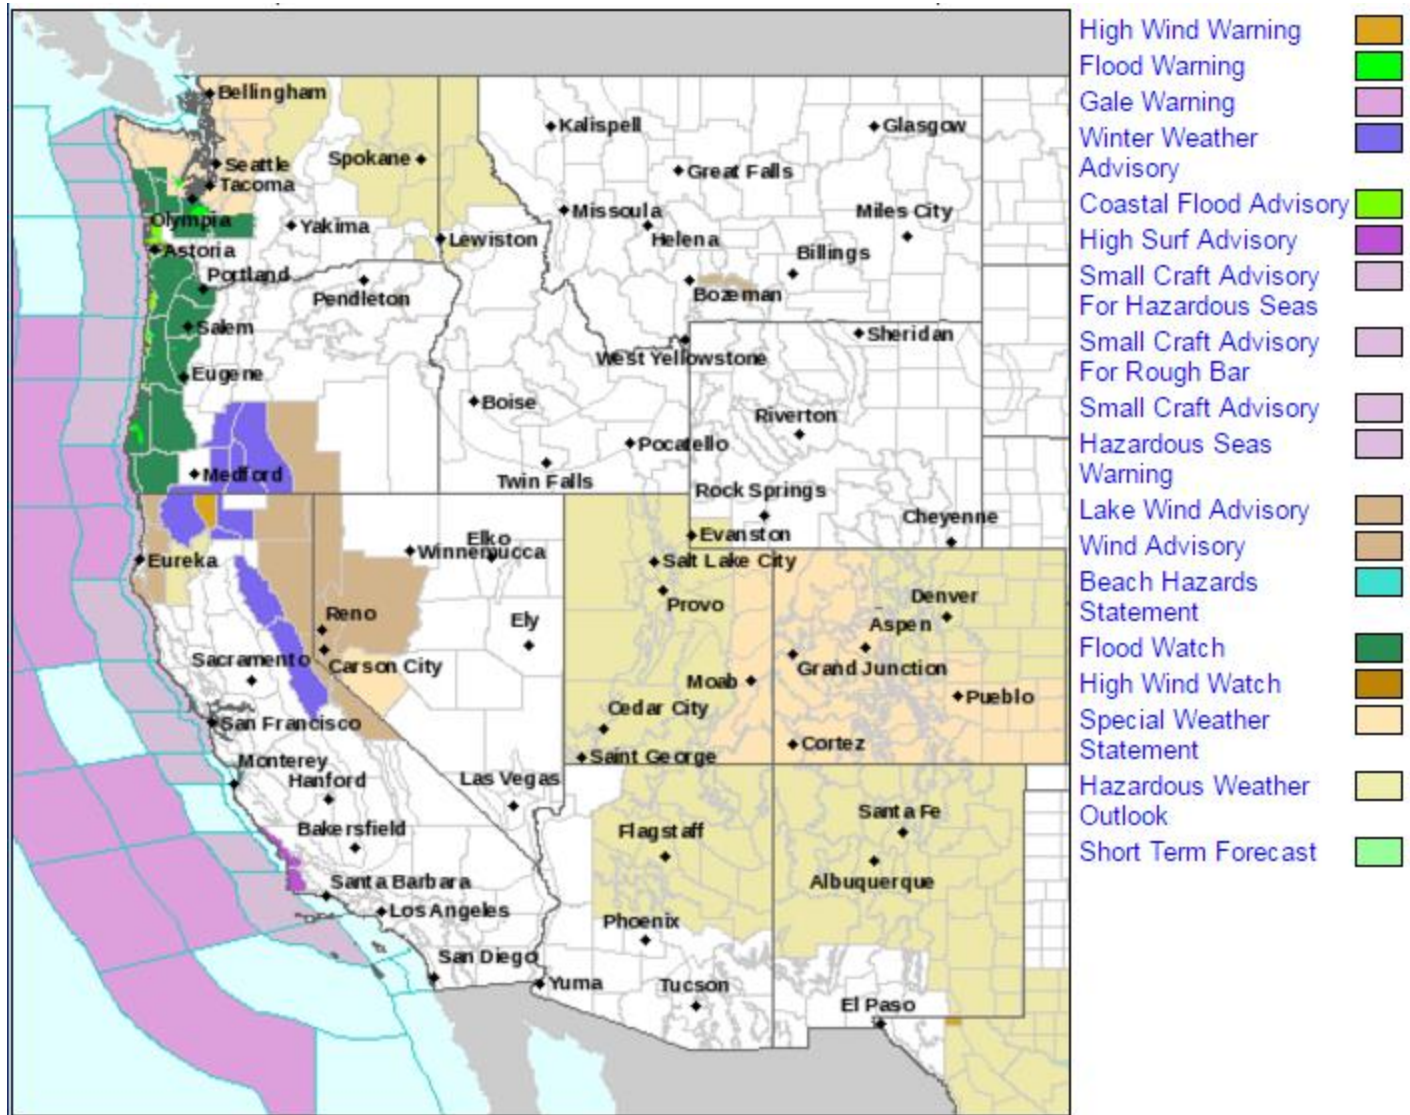 Bellingham
Kalispell
Glasgow
Seattle
Spokane
Great Falls
Tacoma
Olympia
Yakima
Missoula
Miles City
Lewiston
Helena
Astoria
Billings
Portland
Pendleton
Bozeman
Salem
Sheridan
West Yellowstone
Eugene
Boise
Riverton
Pocatello
Medford
Twin Falls
Rock Springs
Cheyenne
Evanston
Elko
Winnemucca
Eureka
Salt Lake City
Provo
Denver
Reno
Ely
Aspen
Sacramento
Carson City
Grand Junction
Moab
Pueblo
Cedar City
San Francisco
Cortez
Saint George
Monterey
Hanford
Las Vegas
Santa Fe
Bakersfield
Flagstaff
Albuquerque
Santa Barbara
Los Angeles
Phoenix
San Diego
Yuma
Tucson
El Paso
High Wind Warning
Flood Warning
Gale Warning
Winter Weather
Advisory
Coastal Flood Advisory
High Surf Advisory
Small Craft Advisory
For Hazardous Seas
Small Craft Advisory
For Rough Bar
Small Craft Advisory
Hazardous Seas
Warning
Lake Wind Advisory
Wind Advisory
Beach Hazards
Statement
Flood Watch
High Wind Watch
Special Weather
Statement
Hazardous Weather
Outlook
Short Term Forecast